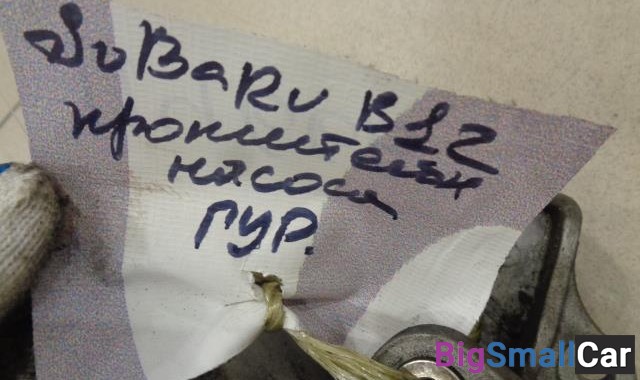 SuBaRu B12
кронштейн
насоса
ГУР.
BigSmallCar